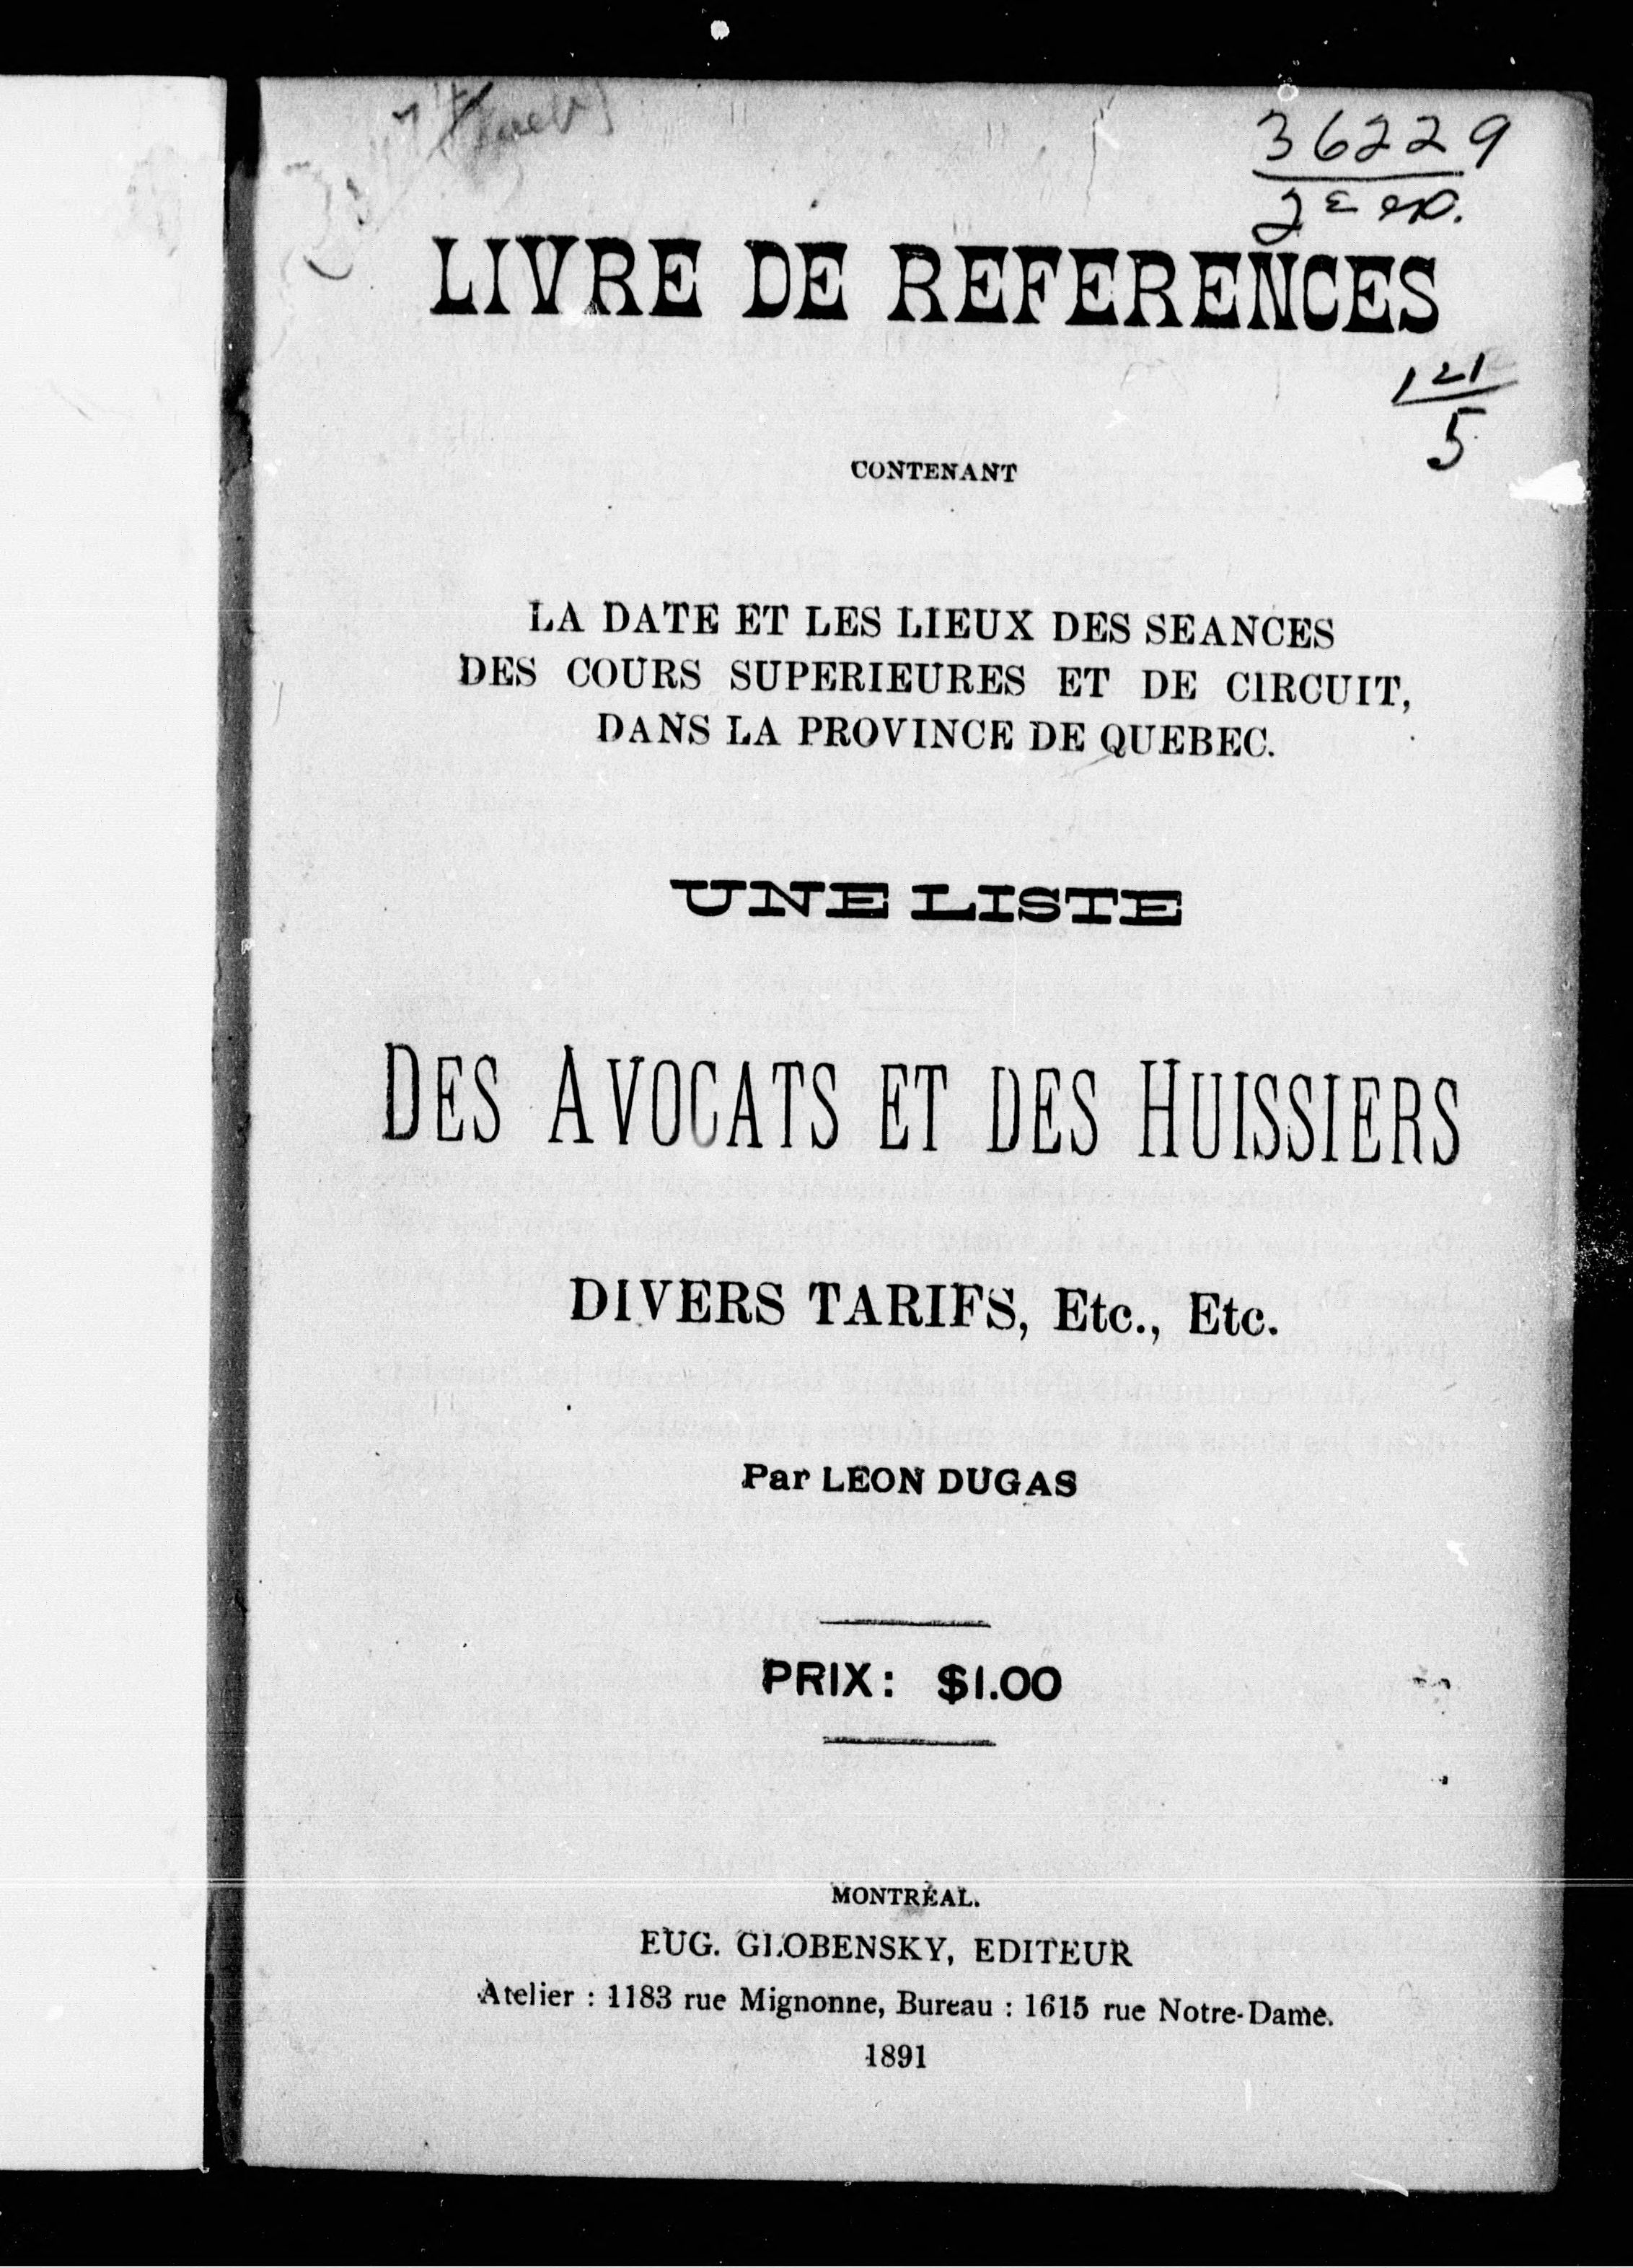 36229
2e ex.
LIVRE DE REFERENCES
121
5
CONTENANT
LA DATE ET LES LIEUX DES SEANCES
DES COURS SUPERIEURES ET DE CIRCUIT,
DANS LA PROVINCE DE QUEBEC.
UNE LISTE
DES AVOCATS ET DES HUISSIERS
DIVERS TARIFS, Etc., Etc.
Par LEON DUGAS
PRIX: $1.00
MONTRÉAL.
EUG. GLOBENSKY, EDITEUR
Atelier : 1183 rue Mignonne, Bureau : 1615 rue Notre-Dame.
1891